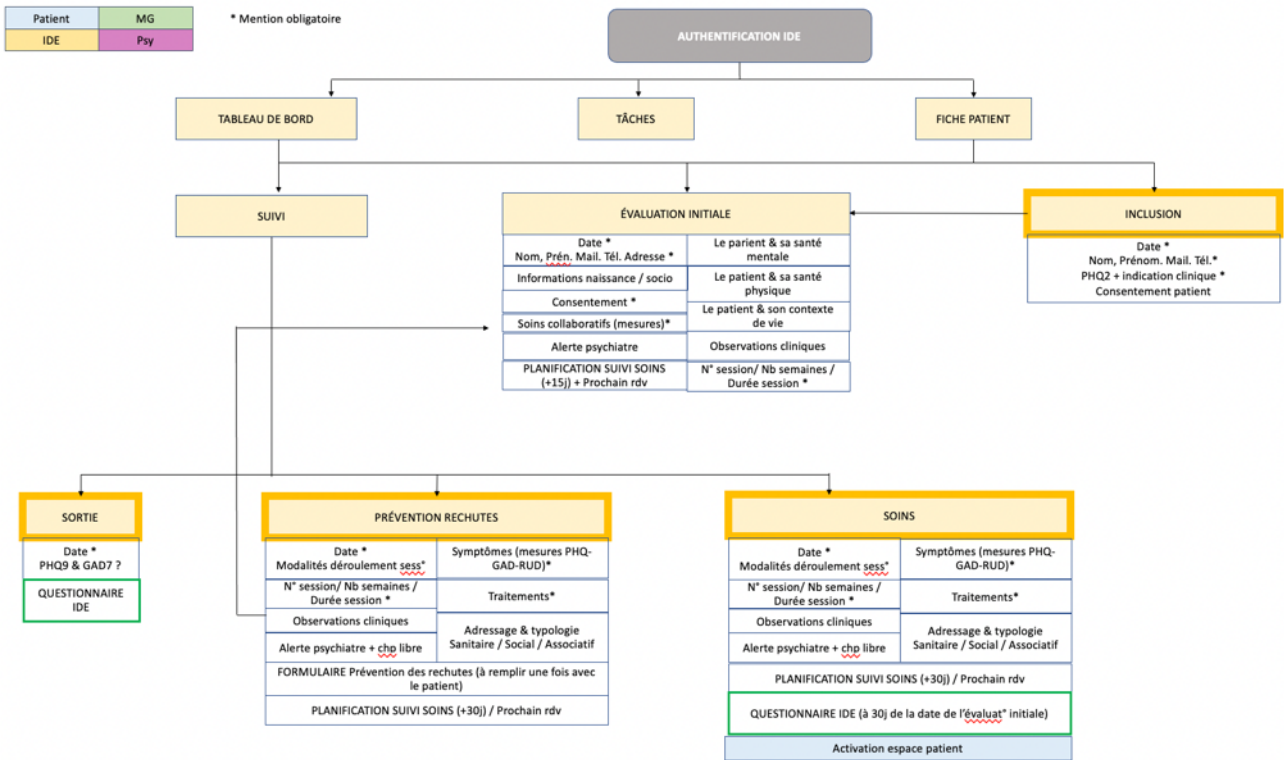 Patient
MG
IDE
Psy
* Mention obligatoire
AUTHENTIFICATION IDE
TABLEAU DE BORD
TÂCHES
FICHE PATIENT
SUIVI
ÉVALUATION INITIALE
Date *
Nom, Prén. Mail. Tél. Adresse *
Informations naissance / socio
Consentement *
Soins collaboratifs (mesures)*
Alerte psychiatre
PLANIFICATION SUIVI SOINS
(+15j) + Prochain rdv
Le parient & sa santé
mentale
Le patient & sa santé
physique
Le patient & son contexte
de vie
Observations cliniques
N° session/ Nb semaines /
Durée session *
INCLUSION
Date *
Nom, Prénom. Mail. Tél.*
PHQ2 + indication clinique *
Consentement patient
SORTIE
Date *
PHQ9 & GAD7 ?
QUESTIONNAIRE
IDE
PRÉVENTION RECHUTES
Date *
Modalités déroulement sess*
N° session/ Nb semaines /
Durée session *
Observations cliniques
Alerte psychiatre + chp libre
Symptômes (mesures PHQ-
GAD-RUD)*
Traitements*
Adressage & typologie
Sanitaire / Social / Associatif
FORMULAIRE Prévention des rechutes (à remplir une fois avec
le patient)
PLANIFICATION SUIVI SOINS (+30j) / Prochain rdv
SOINS
Date *
Modalités déroulement sess*
N° session/ Nb semaines /
Durée session *
Observations cliniques
Alerte psychiatre + chp libre
Symptômes (mesures PHQ-
GAD-RUD)*
Traitements*
Adressage & typologie
Sanitaire / Social / Associatif
PLANIFICATION SUIVI SOINS (+30j) / Prochain rdv
QUESTIONNAIRE IDE (à 30j de la date de l'évaluat° initiale)
Activation espace patient